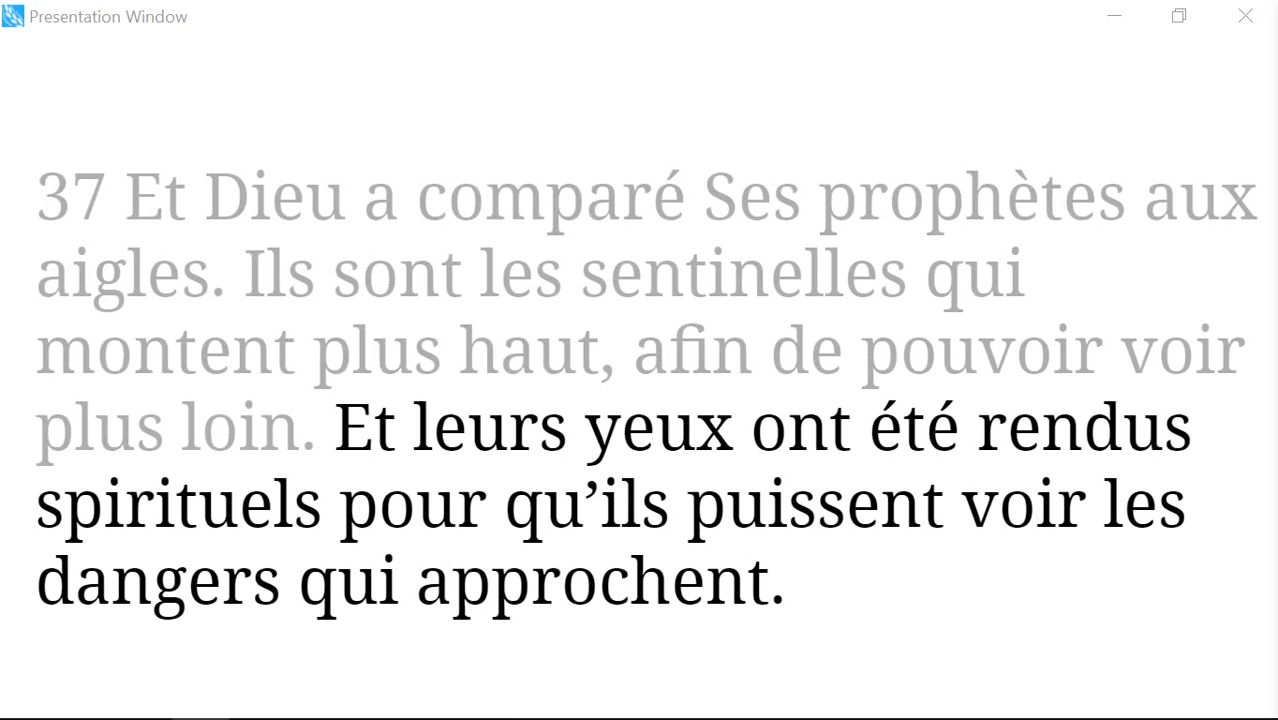 Presentation Window
37 Et Dieu a comparé Ses prophètes aux
aigles. Ils sont les sentinelles qui
montent plus haut, afin de pouvoir voir
plus loin. Et leurs yeux ont été rendus
spirituels pour qu’ils puissent voir les
dangers qui approchent.